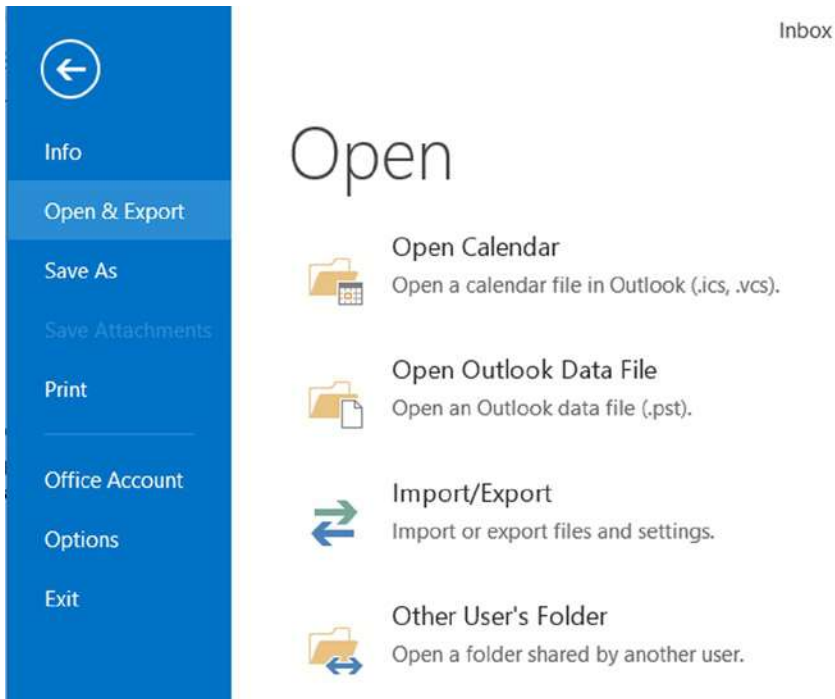 Inbox
Info
Open & Export
Save As
Save Attachments
Print
Office Account
Options
Exit
Open
Open Calendar
Open a calendar file in Outlook (.ics, .vcs).
Open Outlook Data File
Open an Outlook data file (.pst).
Import/Export
Import or export files and settings.
Other User's Folder
Open a folder shared by another user.